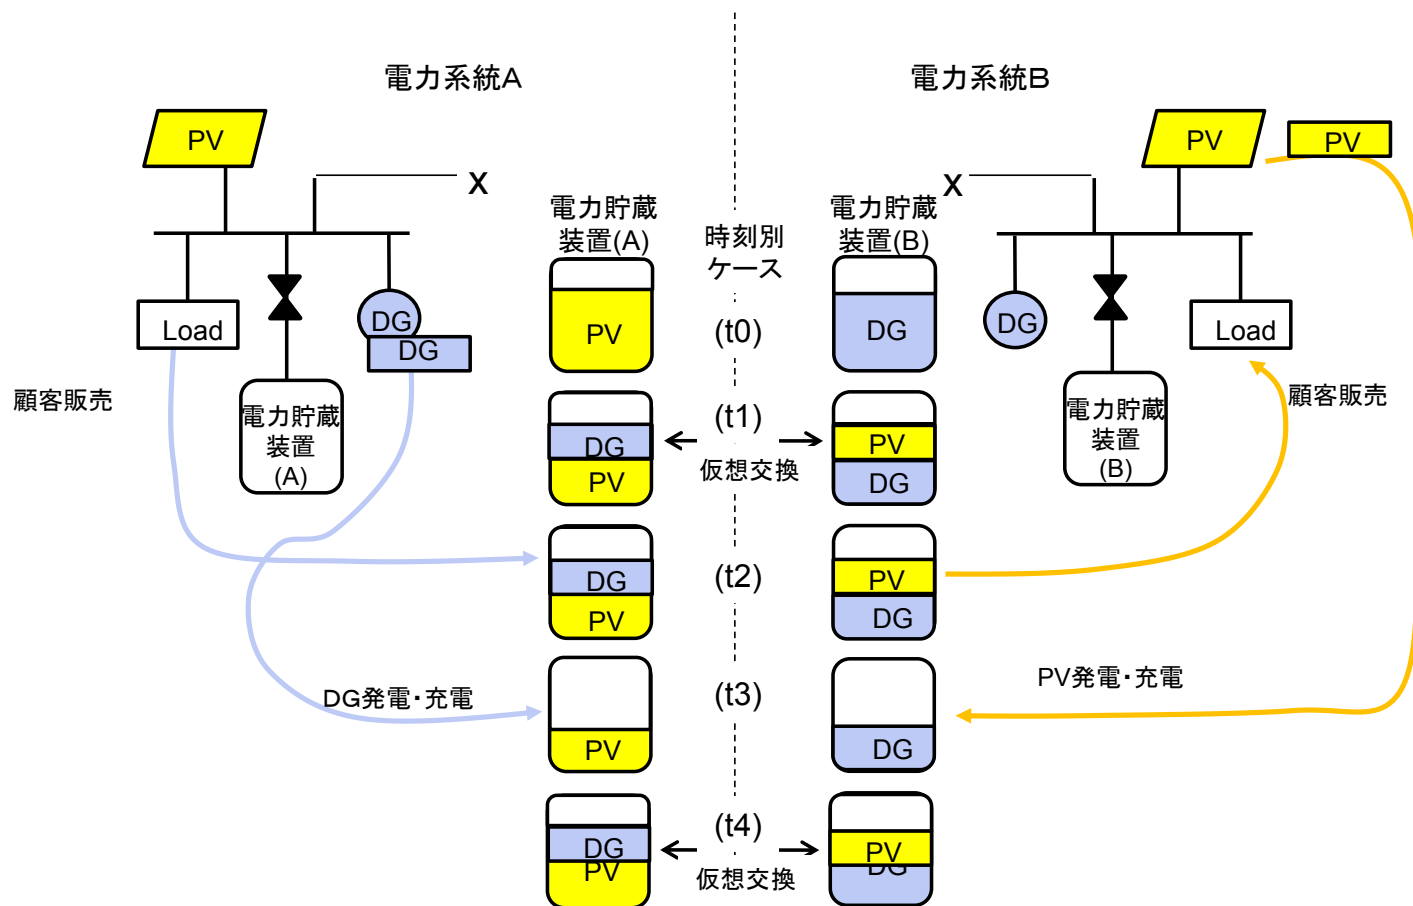 電力系統A
電力系統B
PV
PV
PV
X
X
電力貯蔵
装置(A)
時刻別
ケース
電力貯蔵
装置(B)
Load
DG
DG
PV
(t0)
DG
DG
Load
顧客販売
電力貯蔵
装置
(A)
DG
PV
(t1)
仮想交換
PV
DG
電力貯蔵
装置
(B)
顧客販売
DG
PV
(t2)
PV
DG
DG発電・充電
PV
(t3)
DG
PV発電・充電
DG
PV
(t4)
仮想交換
PV
DG